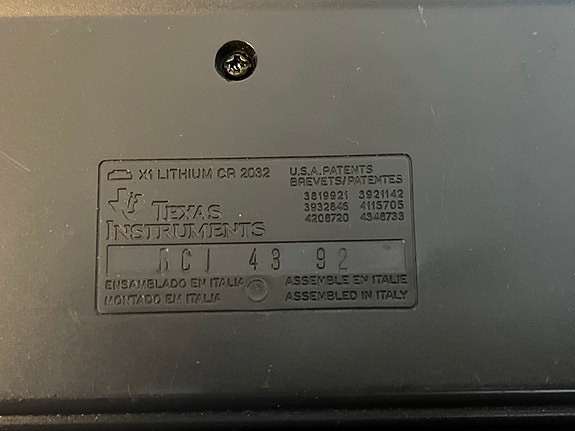 X1 LITHIUM CR 2032
U.S.A. PATENTS
BREVETS/PATENTES
3819921 3921142
3932846 4115705
4208720 4348733
TEXAS
INSTRUMENTS
ACI 43 92
ENSAMBLADO EN ITALIA
MONTADO EM ITALIA
ASSEMBLE EN ITALIE
ASSEMBLED IN ITALY